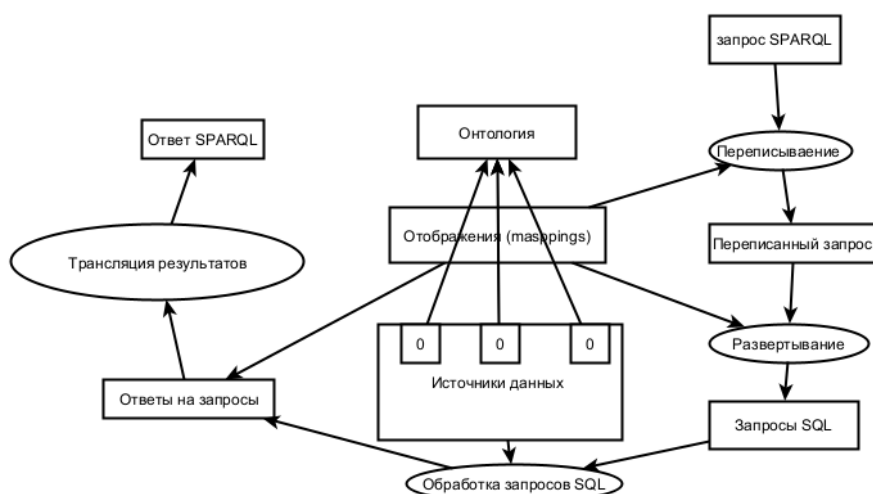 запрос SPARQL
Ответ SPARQL
Онтология
Переписываение
Отображения (masppings)
Переписанный запрос
Трансляция результатов
0
0
0
Развертывание
Источники данных
Ответы на запросы
Запросы SQL
Обработка запросов SQL